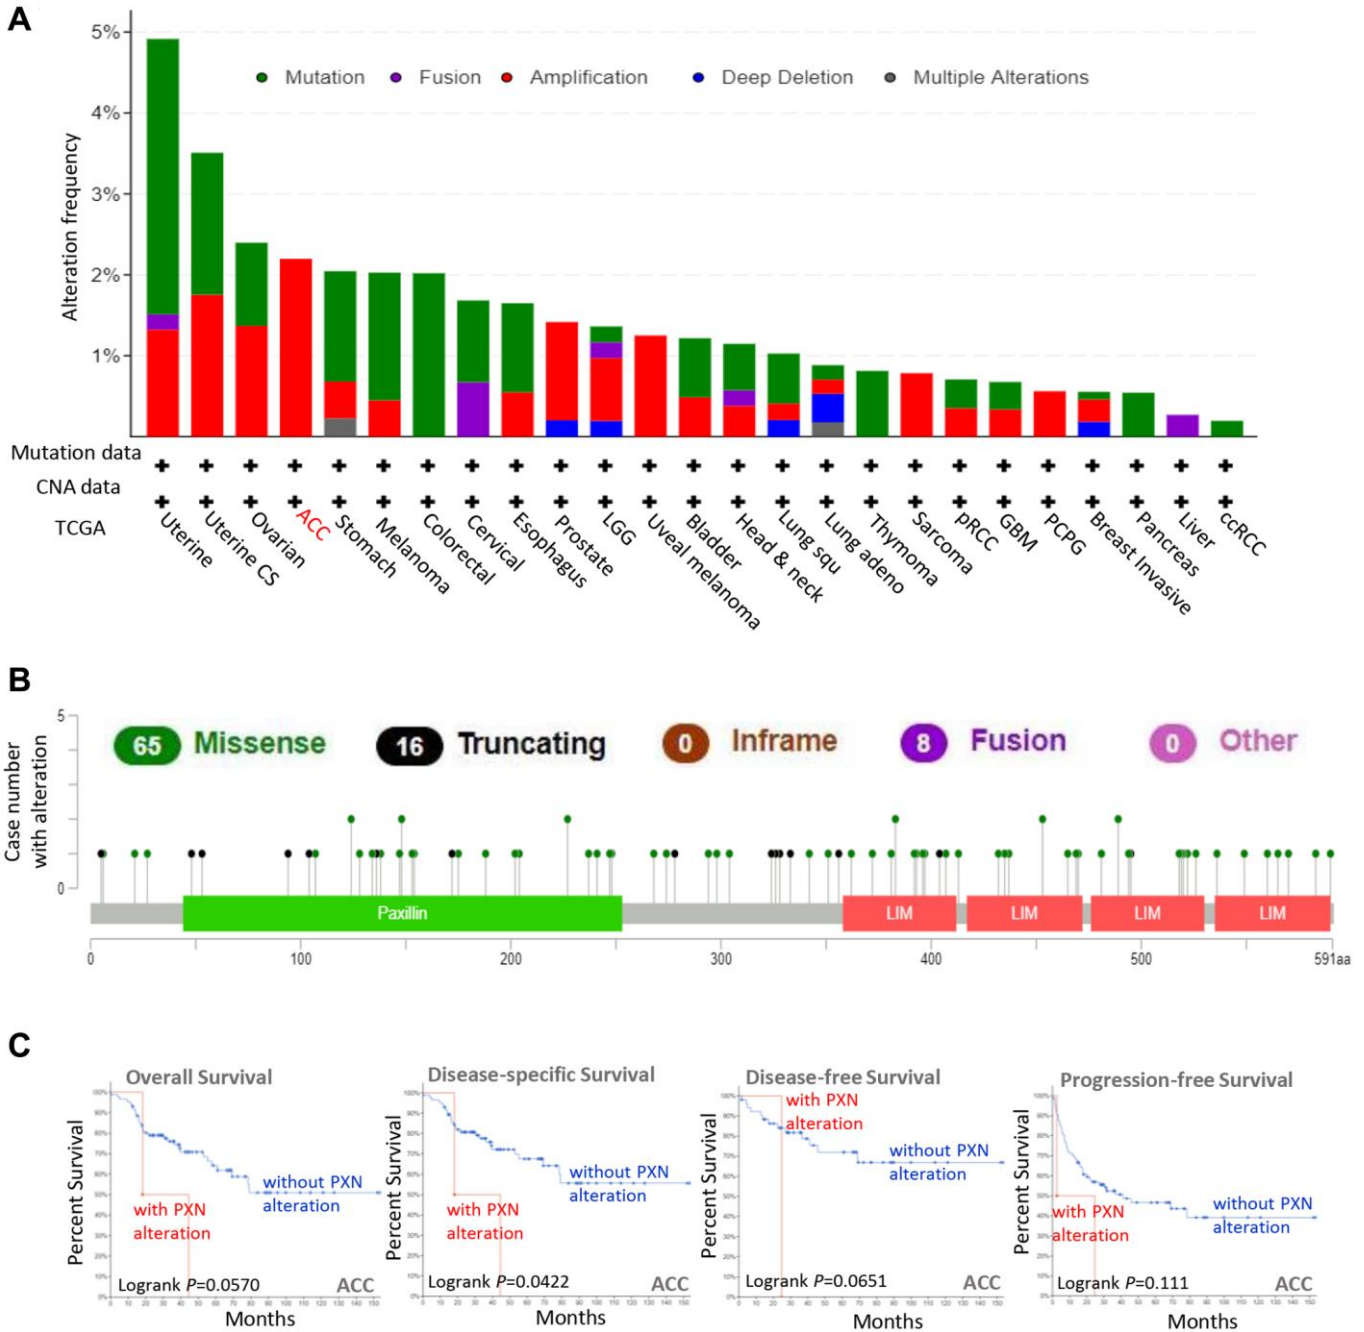 A
5%
4%
3%
2%
1%
Alteration frequency
Mutation Fusion Amplification Deep Deletion Multiple Alterations
Mutation data
CNA data
TCGA
Uterine
Uterine CS
Ovarian
ACC
Stomach
Melanoma
Colorectal
Cervical
Esophagus
Prostate
LGG
Uveal melanoma
Bladder
Head & neck
Lung squ
Lung adeno
Thymoma
Sarcoma
pRCC
GBM
PCPG
Breast Invasive
Pancreas
Liver
ccRCC
B
Case number
with alteration
5
0
65 Missense 16 Truncating 0 Inframe 8 Fusion 0 Other
Paxillin LIM LIM LIM LIM
0 100 200 300 400 500 591aa
C
Overall Survival
Percent Survival
without PXN
alteration
with PXN
alteration
Logrank P=0.0570
ACC
Months
Disease-specific Survival
Percent Survival
without PXN
alteration
with PXN
alteration
Logrank P=0.0422
ACC
Months
Disease-free Survival
Percent Survival
with PXN
alteration
without PXN
alteration
Logrank P=0.0651
ACC
Months
Progression-free Survival
Percent Survival
with PXN
alteration
without PXN
alteration
Logrank P=0.111
ACC
Months